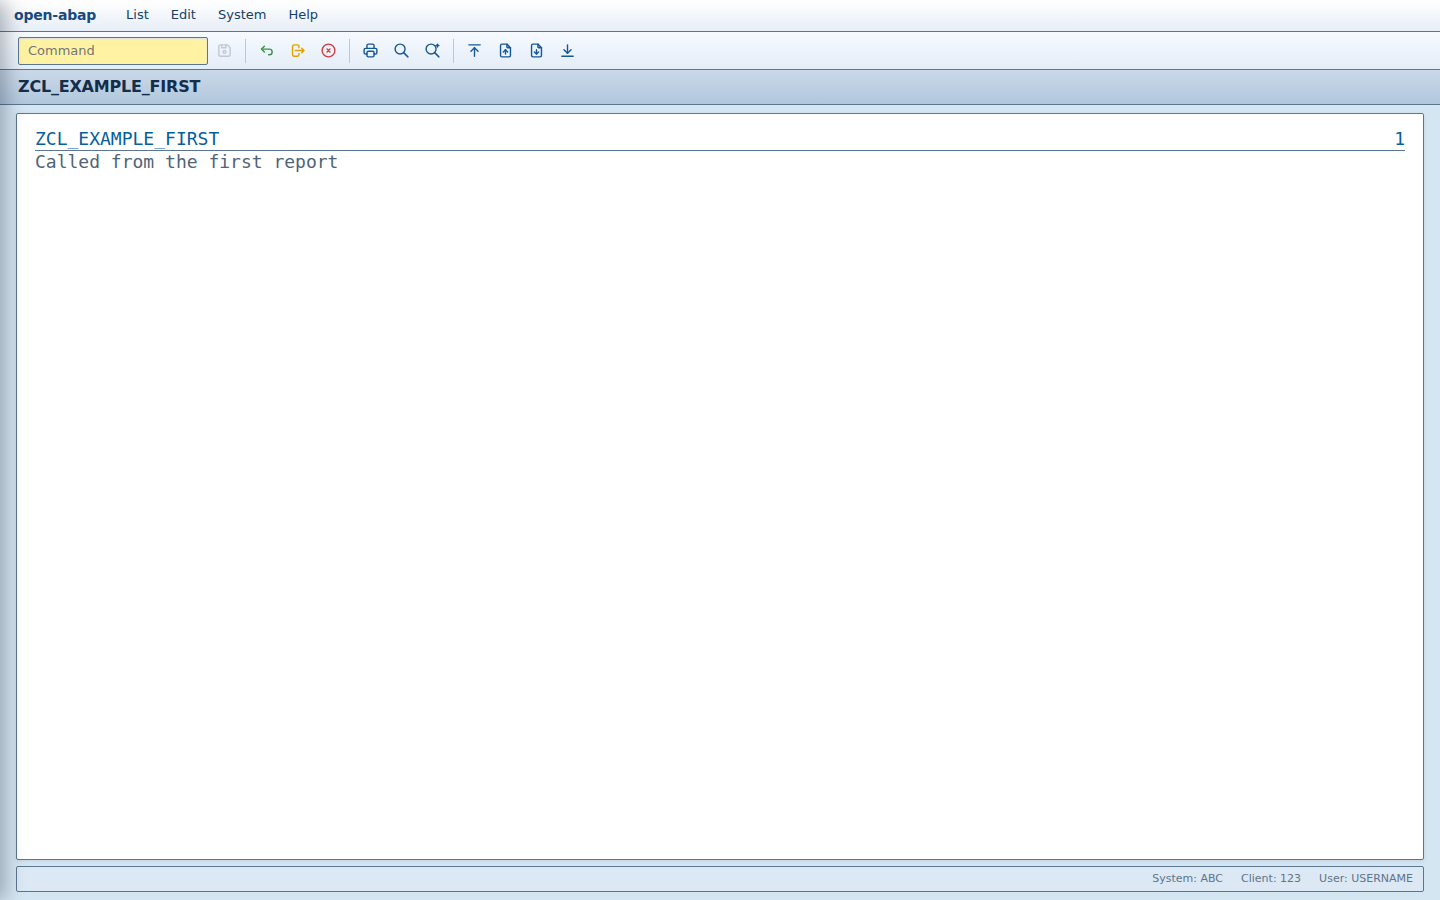 open-abap List Edit System Help
Command
ZCL_EXAMPLE_FIRST
ZCL_EXAMPLE_FIRST 1
Called from the first report
System: ABC Client: 123 User: USERNAME